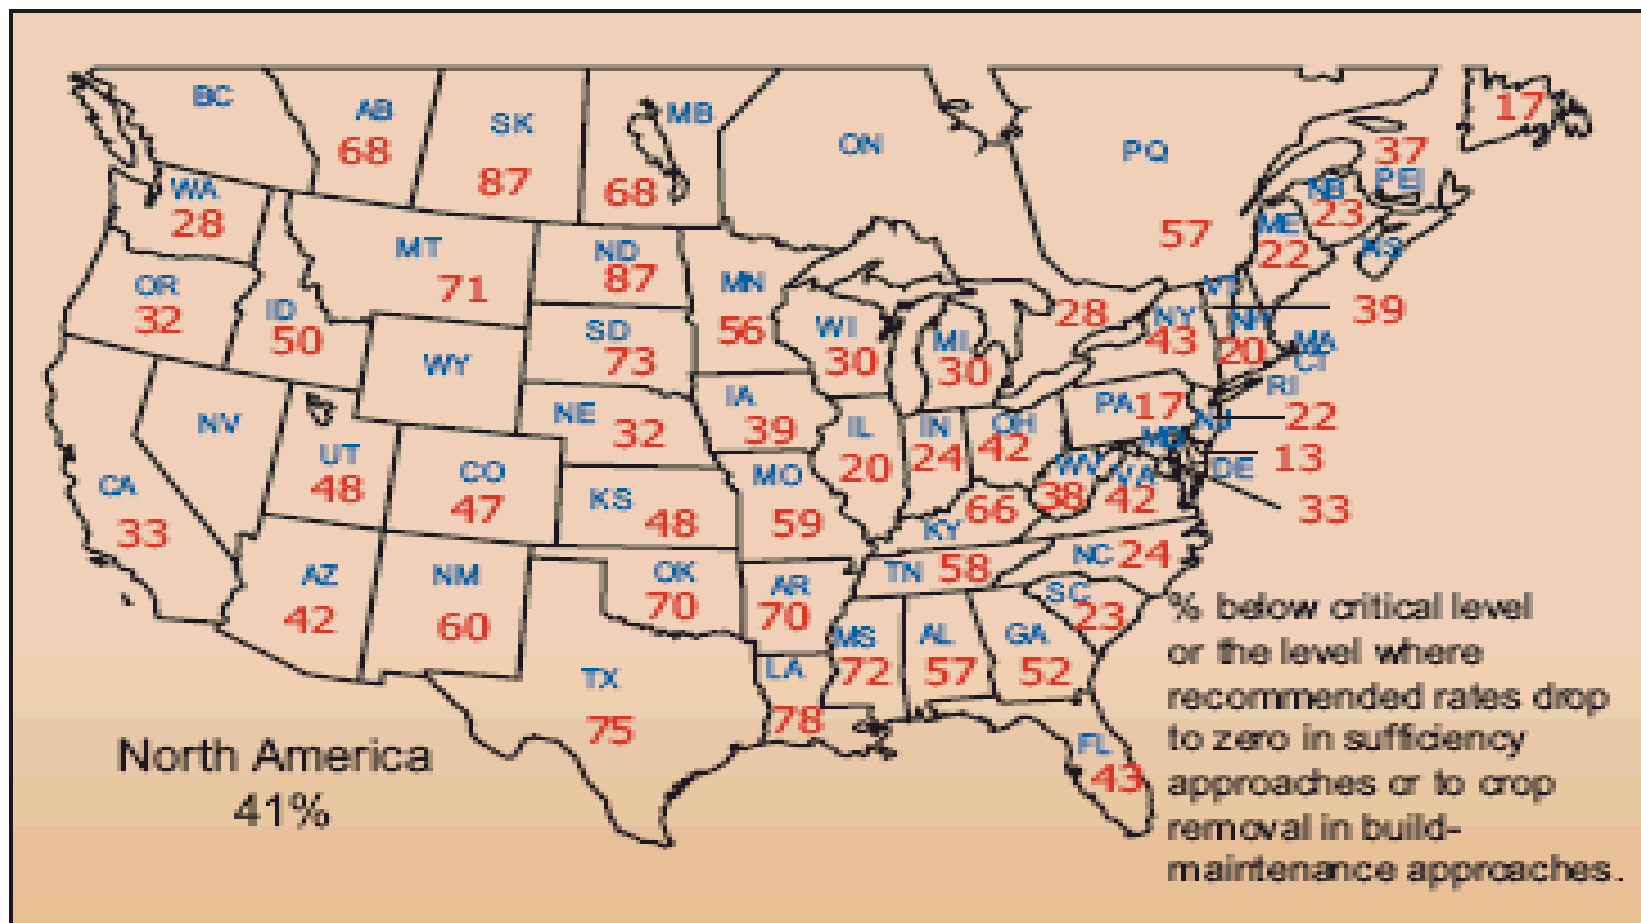 BC
AB
68
SK
87
MB
68
ON
PQ
57
17
37
PEI
NB
23
ME
22
NS
WA
28
MT
71
ND
87
MN
56
OR
32
ID
50
SD
73
WI
30
MI
30
28
VT
NY
43
NH
39
20
MA
CT
RI
WY
NE
32
IA
39
IL
20
IN
24
OH
42
PA 17
NJ
22
MD
13
DE
33
NV
UT
48
CO
47
CA
33
KS
48
MO
59
KY
66
WV
38
VA
42
AZ
42
NM
60
OK
70
AR
70
TN 58
NC 24
SC
23
MS
72
AL
57
GA
52
TX
75
LA
78
FL
43
North America
41%
% below critical level
or the level where
recommended rates drop
to zero in sufficiency
approaches or to crop
removal in build-
maintenance approaches.